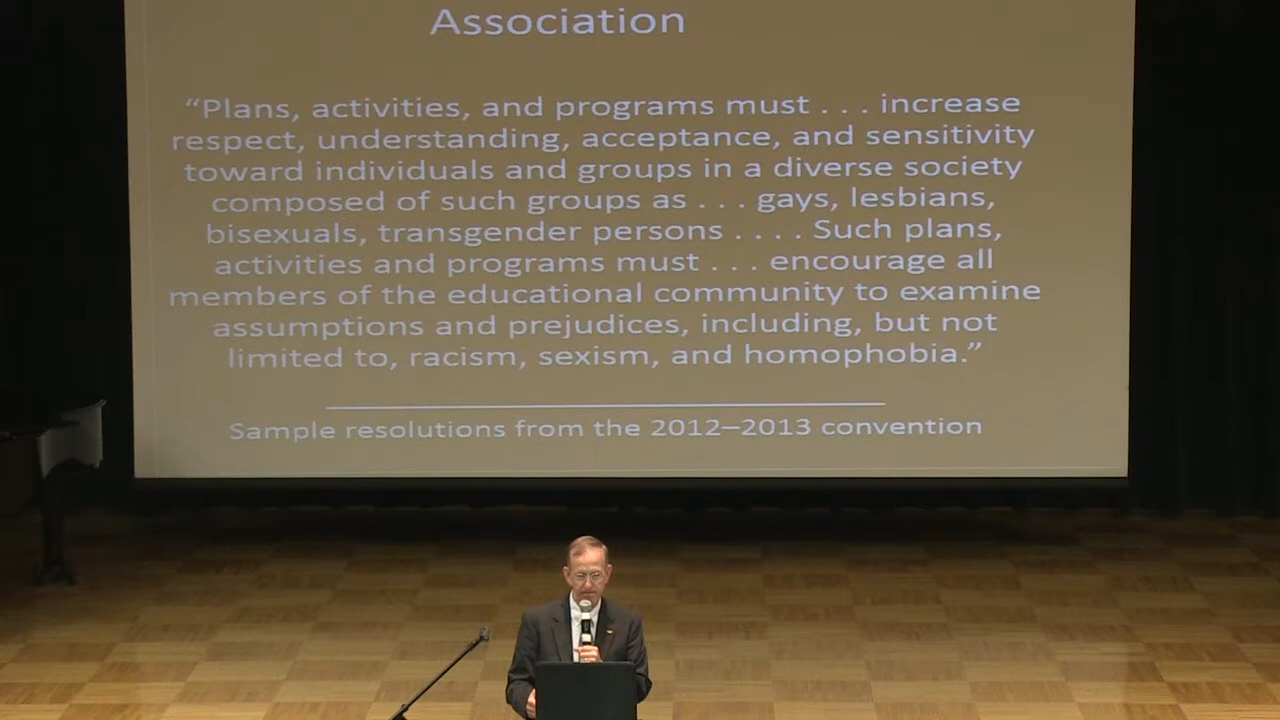 Association
“Plans, activities, and programs must . . . increase
respect, understanding, acceptance, and sensitivity
toward individuals and groups in a diverse society
composed of such groups as . . . gays, lesbians,
bisexuals, transgender persons . . . . Such plans,
activities and programs must . . . encourage all
members of the educational community to examine
assumptions and prejudices, including, but not
limited to, racism, sexism, and homophobia.”
Sample resolutions from the 2012–2013 convention